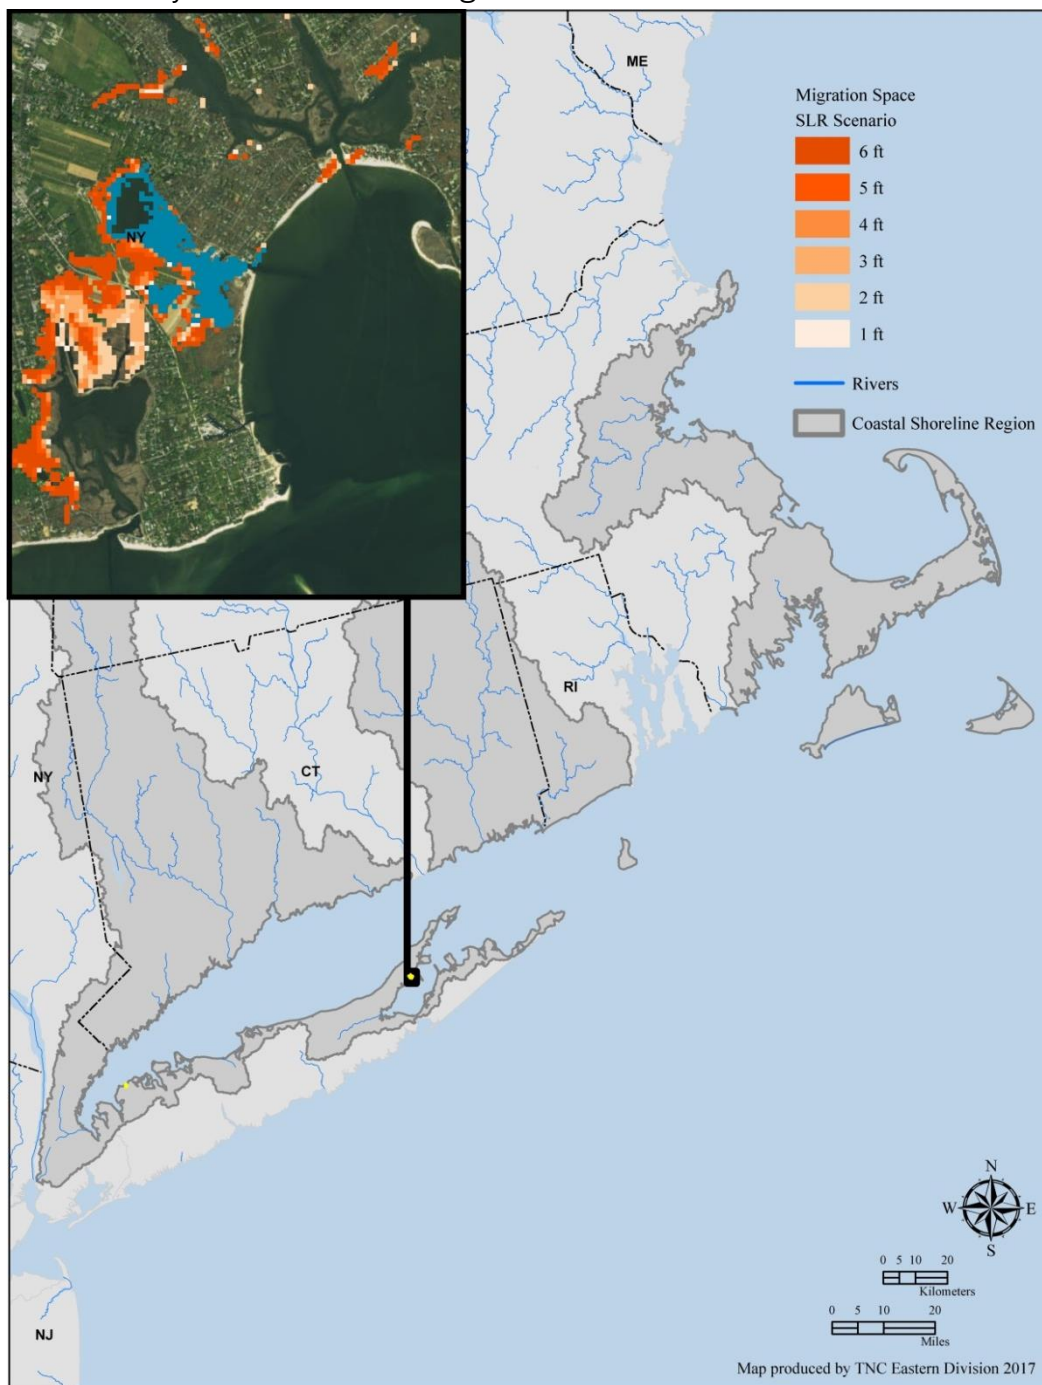 NY
ME
Migration Space
SLR Scenario
6 ft
5 ft
4 ft
3 ft
2 ft
1 ft
Rivers
Coastal Shoreline Region
RI
NY
CT
N
W E
S
0 5 10 20
Kilometers
0 5 10 20
Miles
NJ
Map produced by TNC Eastern Division 2017